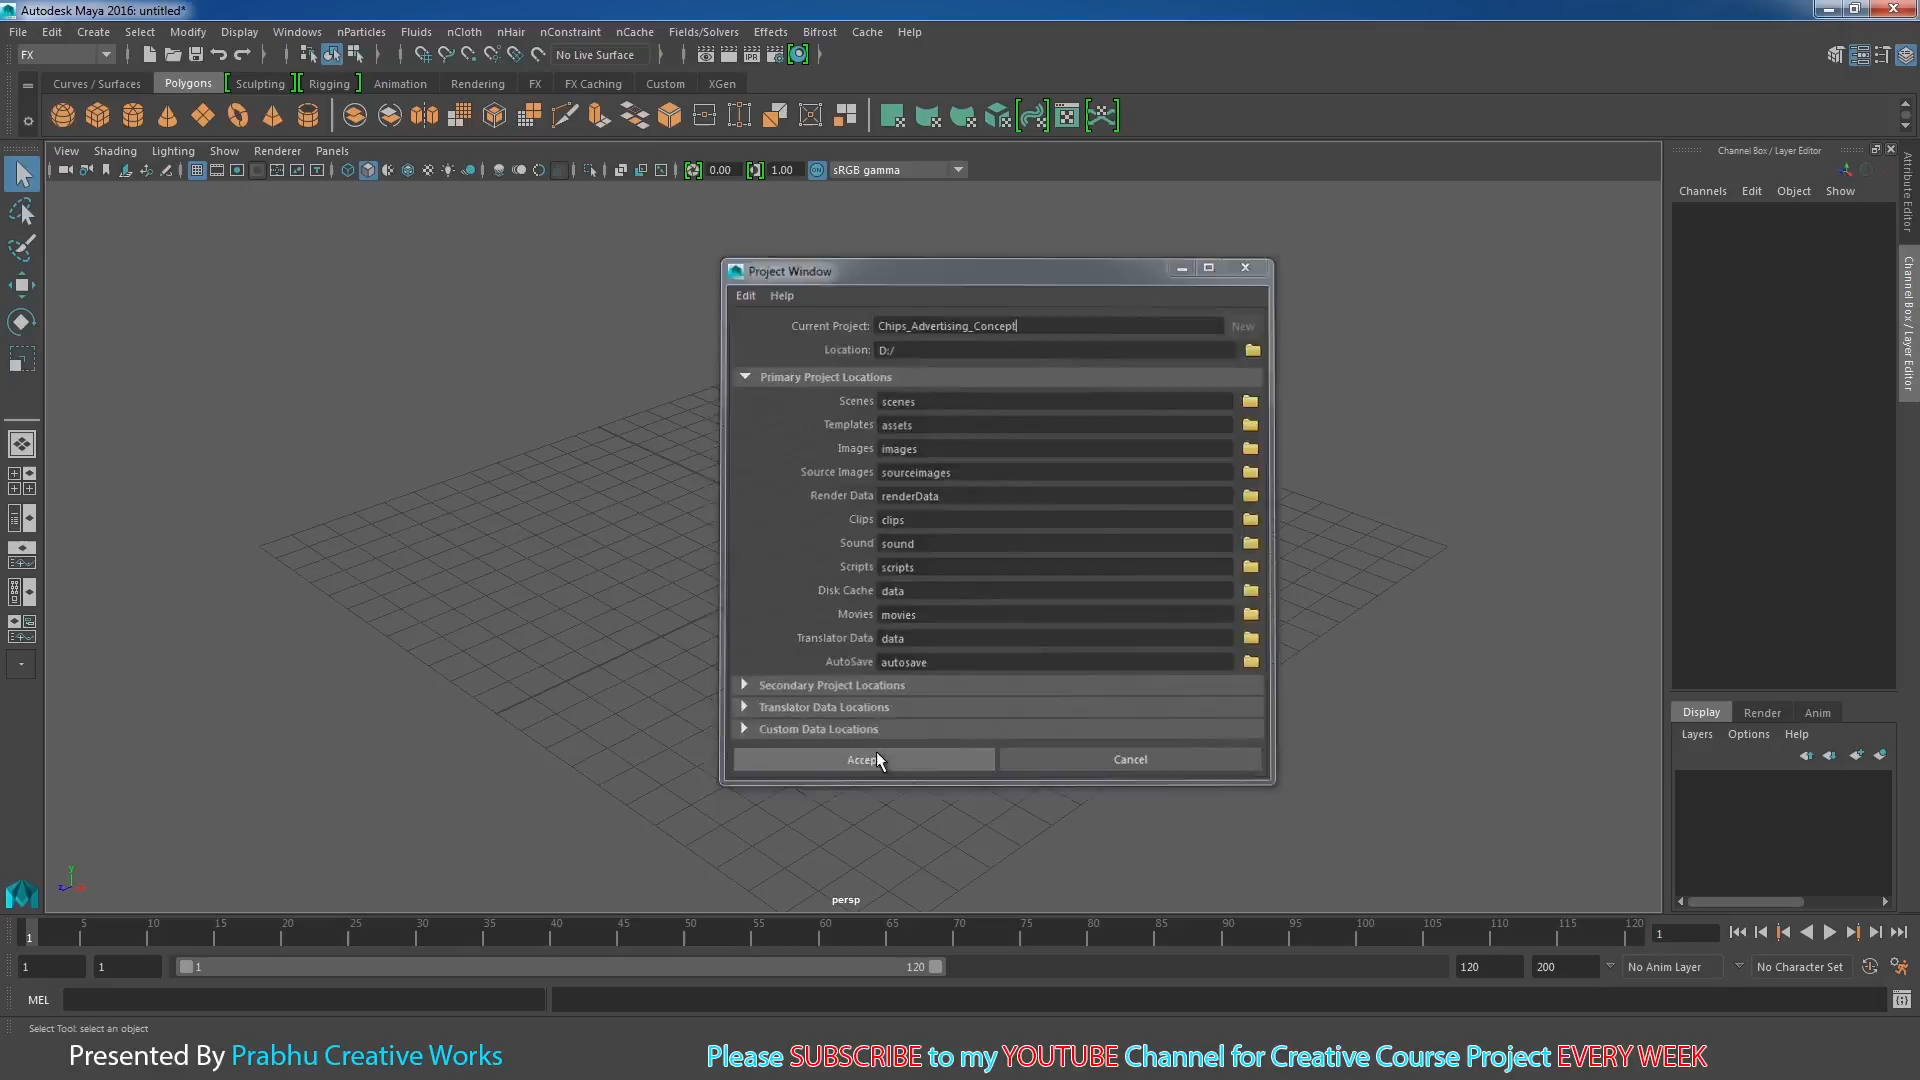 Autodesk Maya 2016: untitled*
File Edit Create Select Modify Display Windows nParticles Fluids nCloth nHair nConstraint nCache Fields/Solvers Effects Bifrost Cache Help
FX No Live Surface
Curves / Surfaces Polygons Sculpting Rigging Animation Rendering FX FX Caching Custom XGen
View Shading Lighting Show Renderer Panels
0.00 1.00 sRGB gamma
Channel Box / Layer Editor
Channels Edit Object Show
Attribute Editor
Channel Box / Layer Editor
Project Window
Edit Help
Current Project: Chips_Advertising_Concept New
Location: D:/
Primary Project Locations
Scenes scenes
Templates assets
Images images
Source Images sourceimages
Render Data renderData
Clips clips
Sound sound
Scripts scripts
Disk Cache data
Movies movies
Translator Data data
AutoSave autosave
Secondary Project Locations
Translator Data Locations
Custom Data Locations
Accep Cancel
Display Render Anim
Layers Options Help
y
z
persp
1 5 10 15 20 25 30 35 40 45 50 55 60 65 70 75 80 85 90 95 100 105 110 115 120 1
1 1 1 120 120 200 No Anim Layer No Character Set
MEL
Select Tool: select an object
Presented By Prabhu Creative Works
Please SUBSCRIBE to my YOUTUBE Channel for Creative Course Project EVERY WEEK